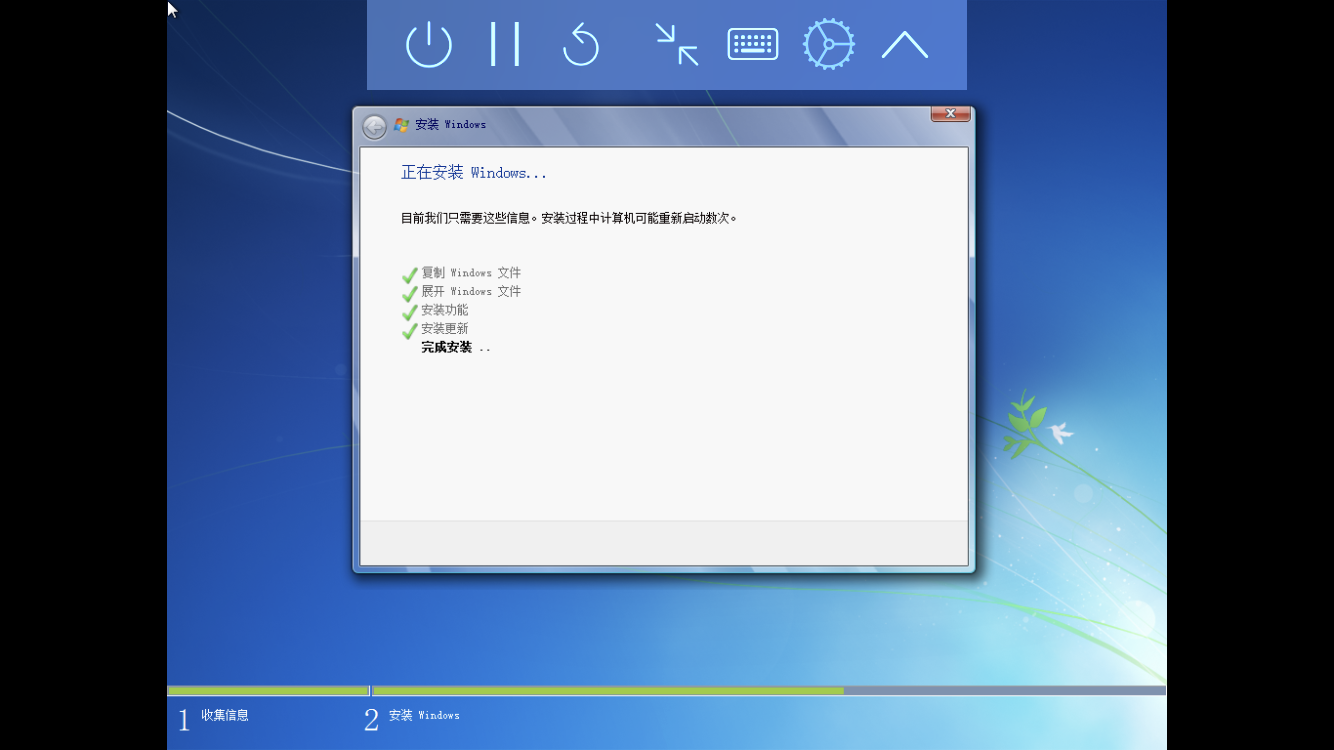 安装 Windows
正在安装 Windows...
目前我们只需要这些信息。安装过程中计算机可能重新启动数次。
复制 Windows 文件
展开 Windows 文件
安装功能
安装更新
完成安装 ..
1 收集信息
2 安装 Windows